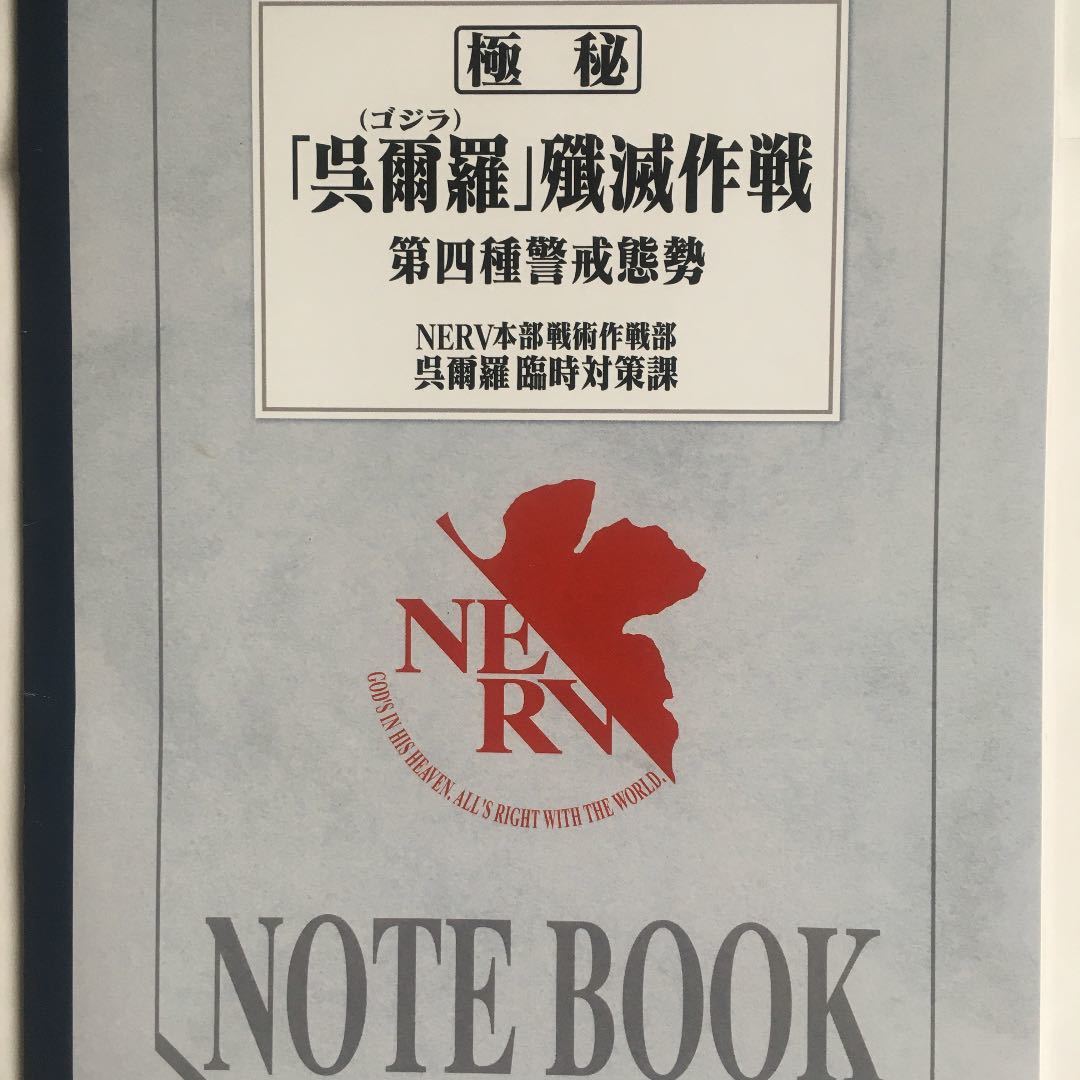 極 秘
(ゴジラ)
「呉爾羅」殲滅作戦
第四種警戒態勢
NERV本部戦術作戦部
呉爾羅臨時対策課
NERV
GOD'S IN HIS HEAVEN. ALL'S RIGHT WITH THE WORLD.
NOTE BOOK